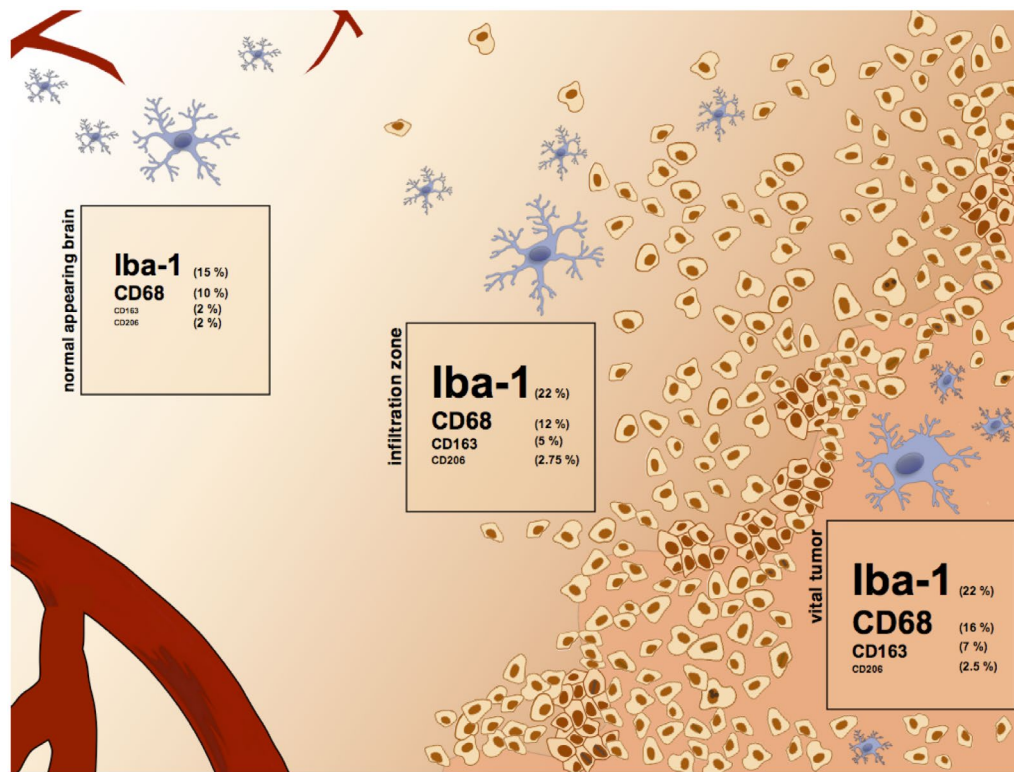 normal appearing brain
Iba-1 (15 %)
CD68 (10 %)
CD163 (2 %)
CD206 (2 %)
infiltration zone
Iba-1 (22 %)
CD68 (12 %)
CD163 (5 %)
CD206 (2.75 %)
vital tumor
Iba-1 (22 %)
CD68 (16 %)
CD163 (7 %)
CD206 (2.5 %)